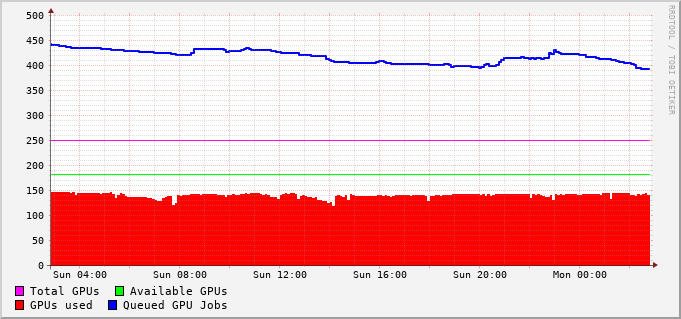 500
450
400
350
300
250
200
150
100
50
0
Sun 04:00 Sun 08:00 Sun 12:00 Sun 16:00 Sun 20:00 Mon 00:00
Total GPUs Available GPUs
GPUs used Queued GPU Jobs
RRDTOOL / TOBI OETIKER